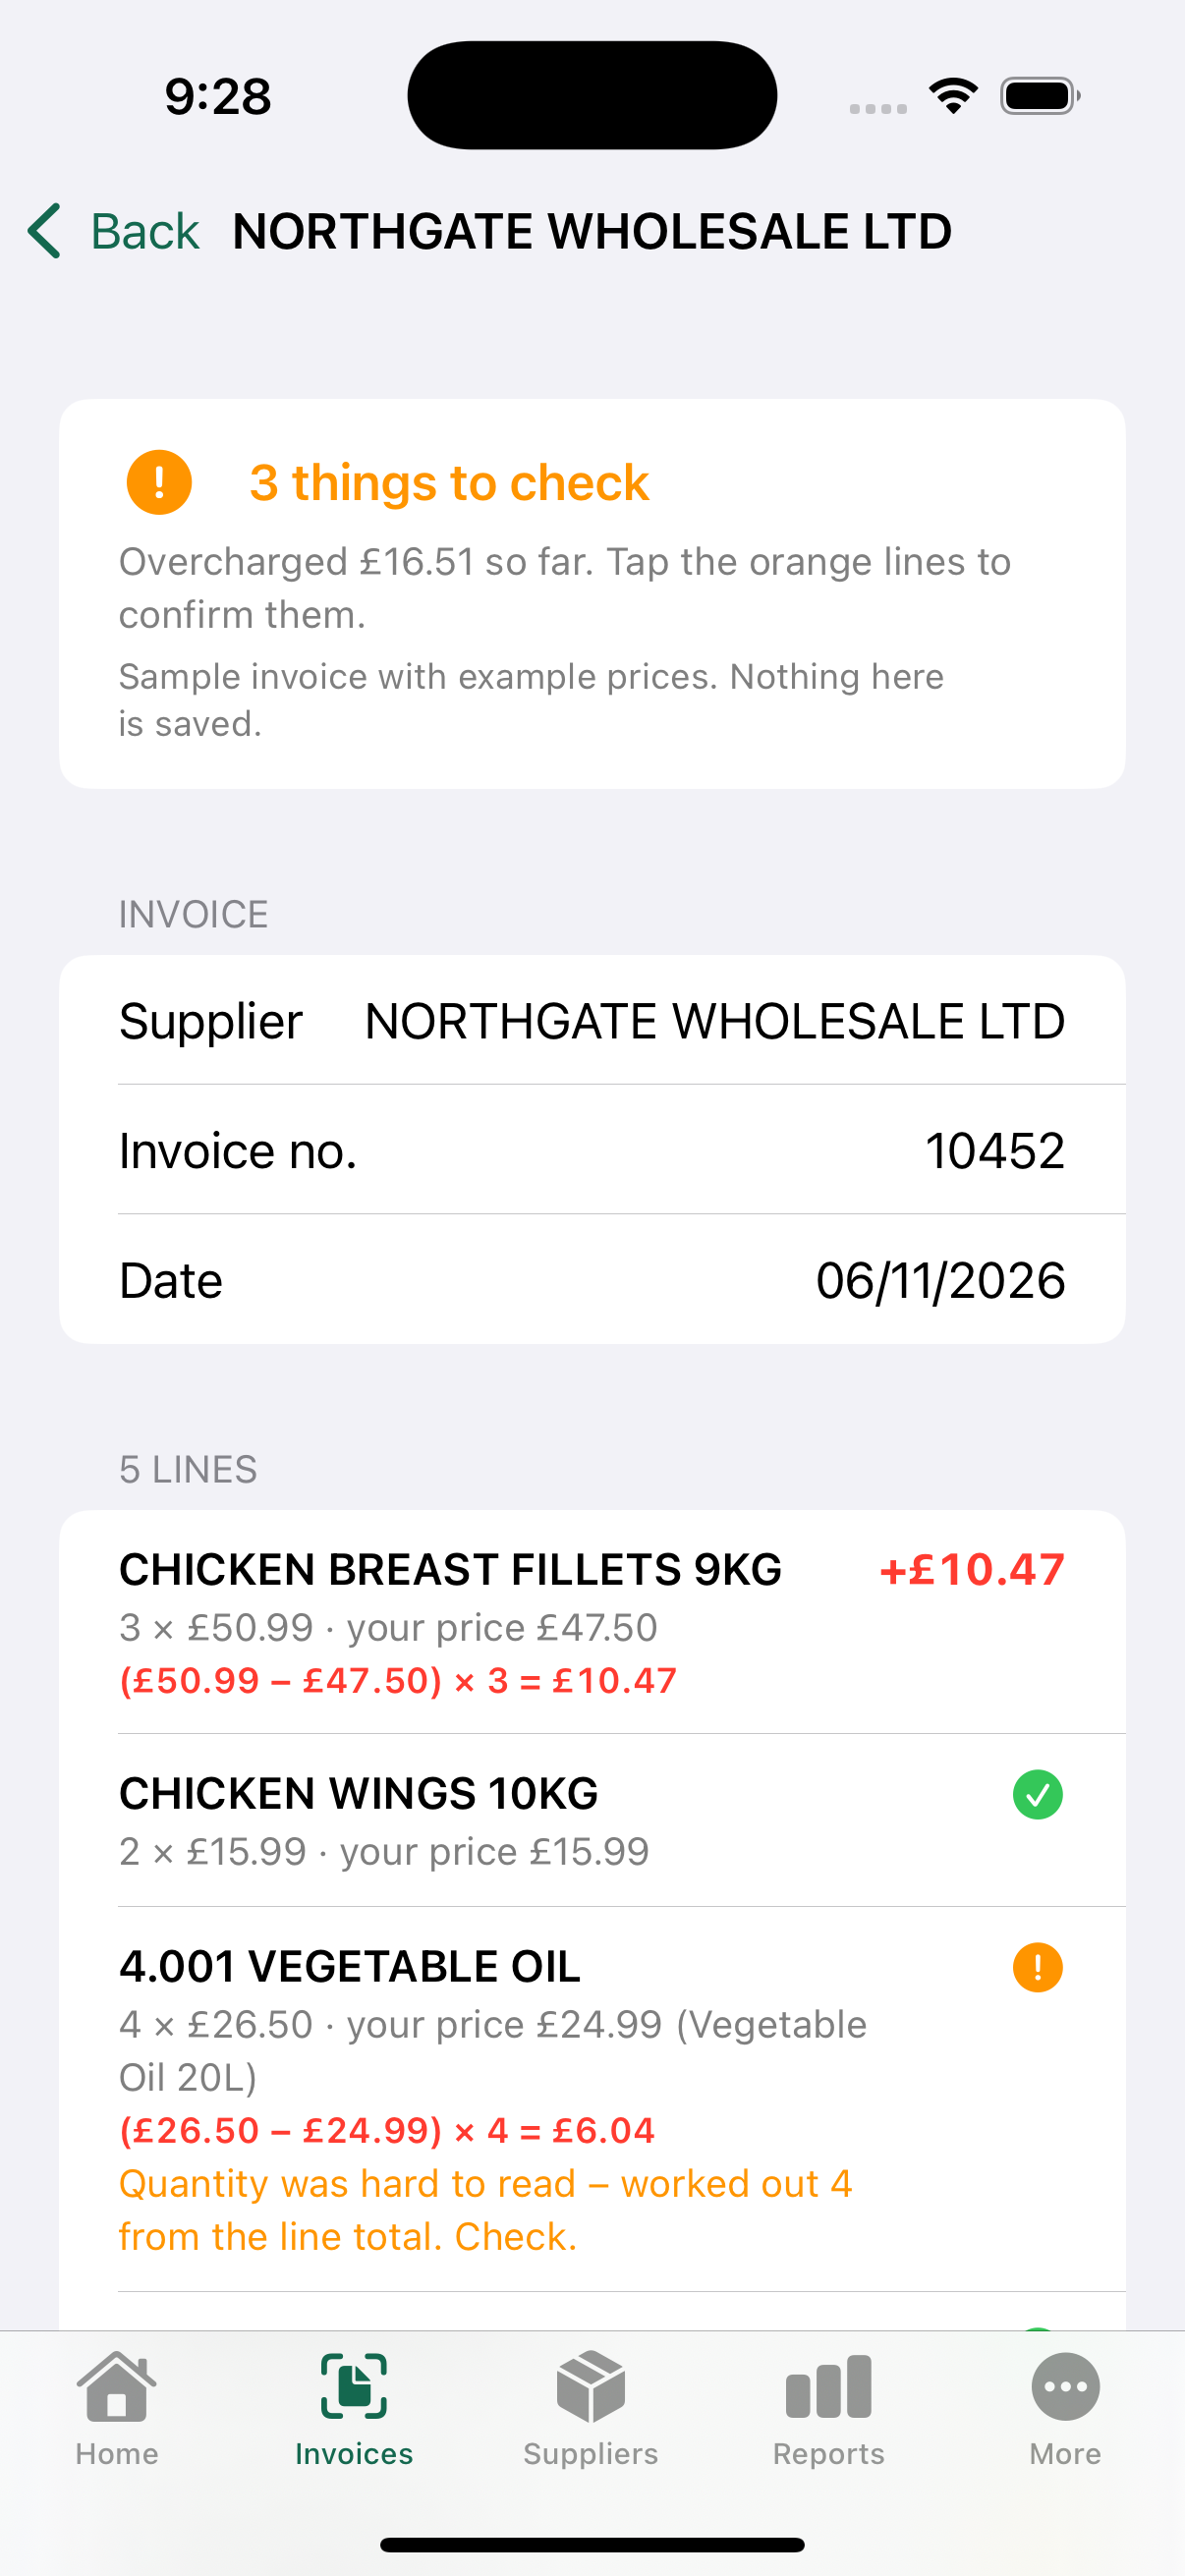 9:28
Back NORTHGATE WHOLESALE LTD
3 things to check
Overcharged £16.51 so far. Tap the orange lines to
confirm them.
Sample invoice with example prices. Nothing here
is saved.
INVOICE
Supplier NORTHGATE WHOLESALE LTD
Invoice no. 10452
Date 06/11/2026
5 LINES
CHICKEN BREAST FILLETS 9KG +£10.47
3 × £50.99 · your price £47.50
(£50.99 – £47.50) × 3 = £10.47
CHICKEN WINGS 10KG
2 × £15.99 · your price £15.99
4.001 VEGETABLE OIL
4 × £26.50 · your price £24.99 (Vegetable
Oil 20L)
(£26.50 – £24.99) × 4 = £6.04
Quantity was hard to read – worked out 4
from the line total. Check.
Home Invoices Suppliers Reports More